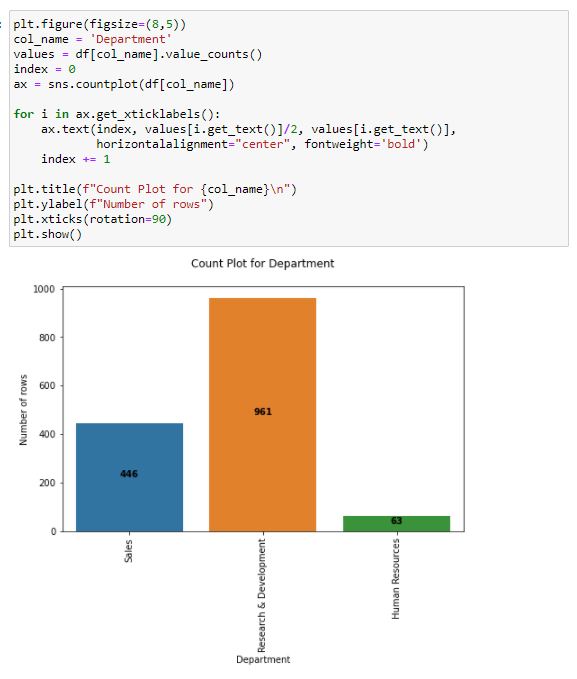 plt.figure(figsize=(8,5))
col_name = 'Department'
values = df[col_name].value_counts()
index = 0
ax = sns.countplot(df[col_name])

for i in ax.get_xticklabels():
    ax.text(index, values[i.get_text()]/2, values[i.get_text()],
            horizontalalignment="center", fontweight='bold')
    index += 1

plt.title(f"Count Plot for {col_name}\n")
plt.ylabel(f"Number of rows")
plt.xticks(rotation=90)
plt.show()
Count Plot for Department
Number of rows
1000
800
600
400
200
0
446
961
63
Sales
Research & Development
Human Resources
Department